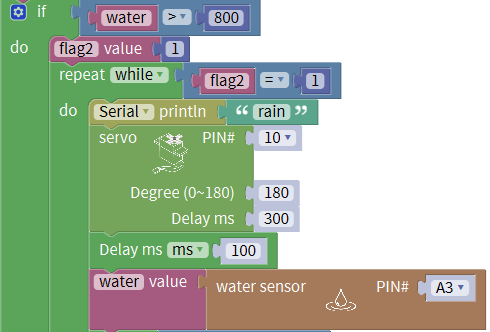 if water > 800
do flag2 value 1
repeat while flag2 = 1
do Serial println “ rain ”
servo PIN# 10
Degree (0~180) 180
Delay ms 300
Delay ms ms 100
water value water sensor PIN# A3